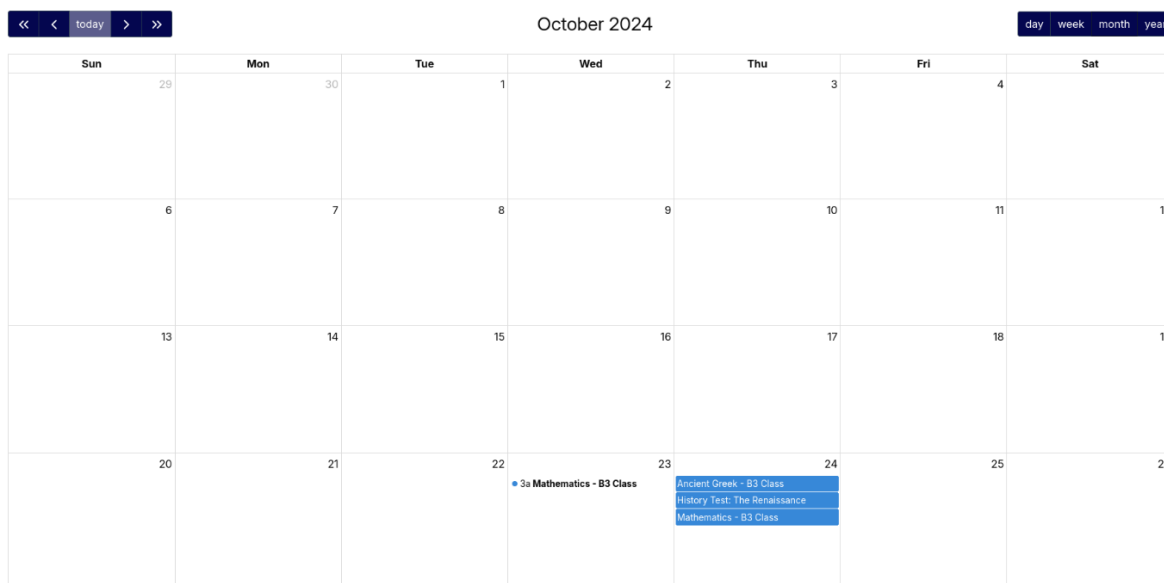 « ‹ today › » October 2024 day week month year
Sun Mon Tue Wed Thu Fri Sat
29 30 1 2 3 4
6 7 8 9 10 11
13 14 15 16 17 18
20 21 22 23 24 25
3a Mathematics - B3 Class
Ancient Greek - B3 Class
History Test: The Renaissance
Mathematics - B3 Class